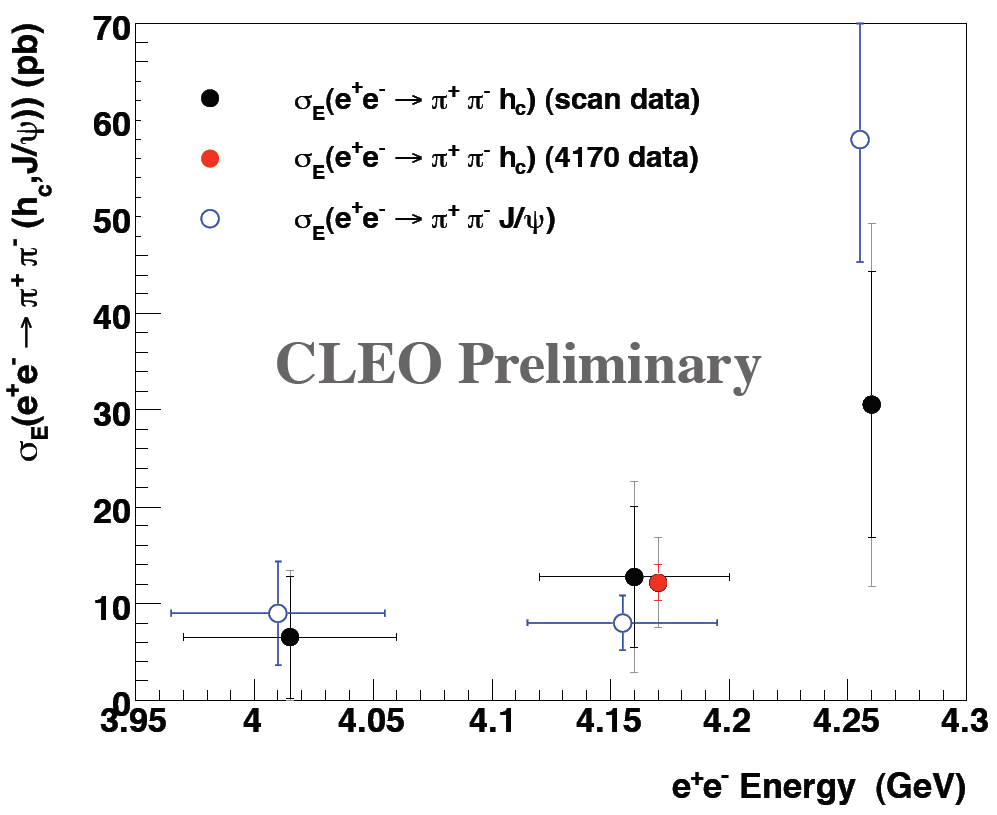 σE(e+e- → π+ π- (hc,J/ψ)) (pb)
70
60
50
40
30
20
10
0
σE(e+e- → π+ π- hc) (scan data)
σE(e+e- → π+ π- hc) (4170 data)
σE(e+e- → π+ π- J/ψ)
CLEO Preliminary
3.95 4 4.05 4.1 4.15 4.2 4.25 4.3
e+e- Energy (GeV)